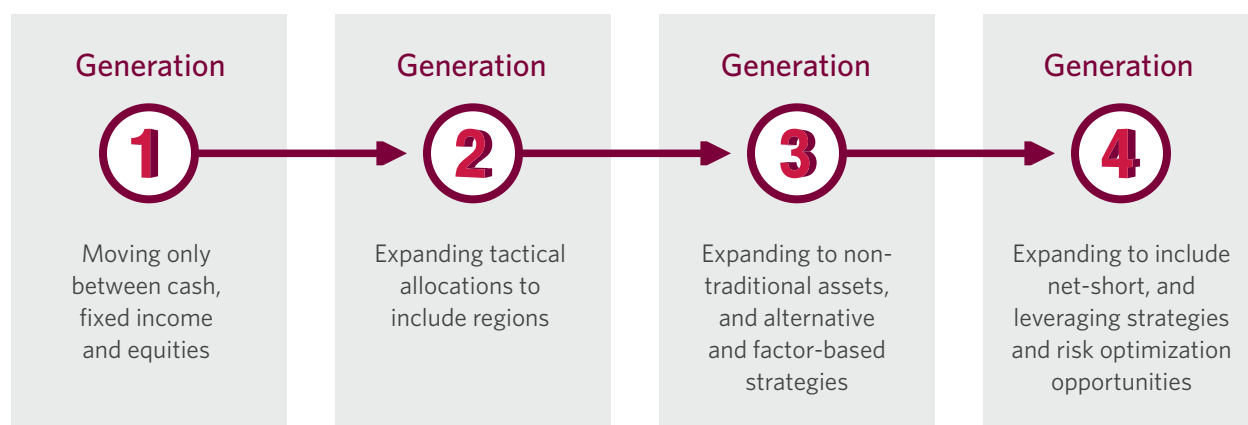 Generation
1
Moving only
between cash,
fixed income
and equities
Generation
2
Expanding tactical
allocations to
include regions
Generation
3
Expanding to non-
traditional assets,
and alternative
and factor-based
strategies
Generation
4
Expanding to include
net-short, and
leveraging strategies
and risk optimization
opportunities